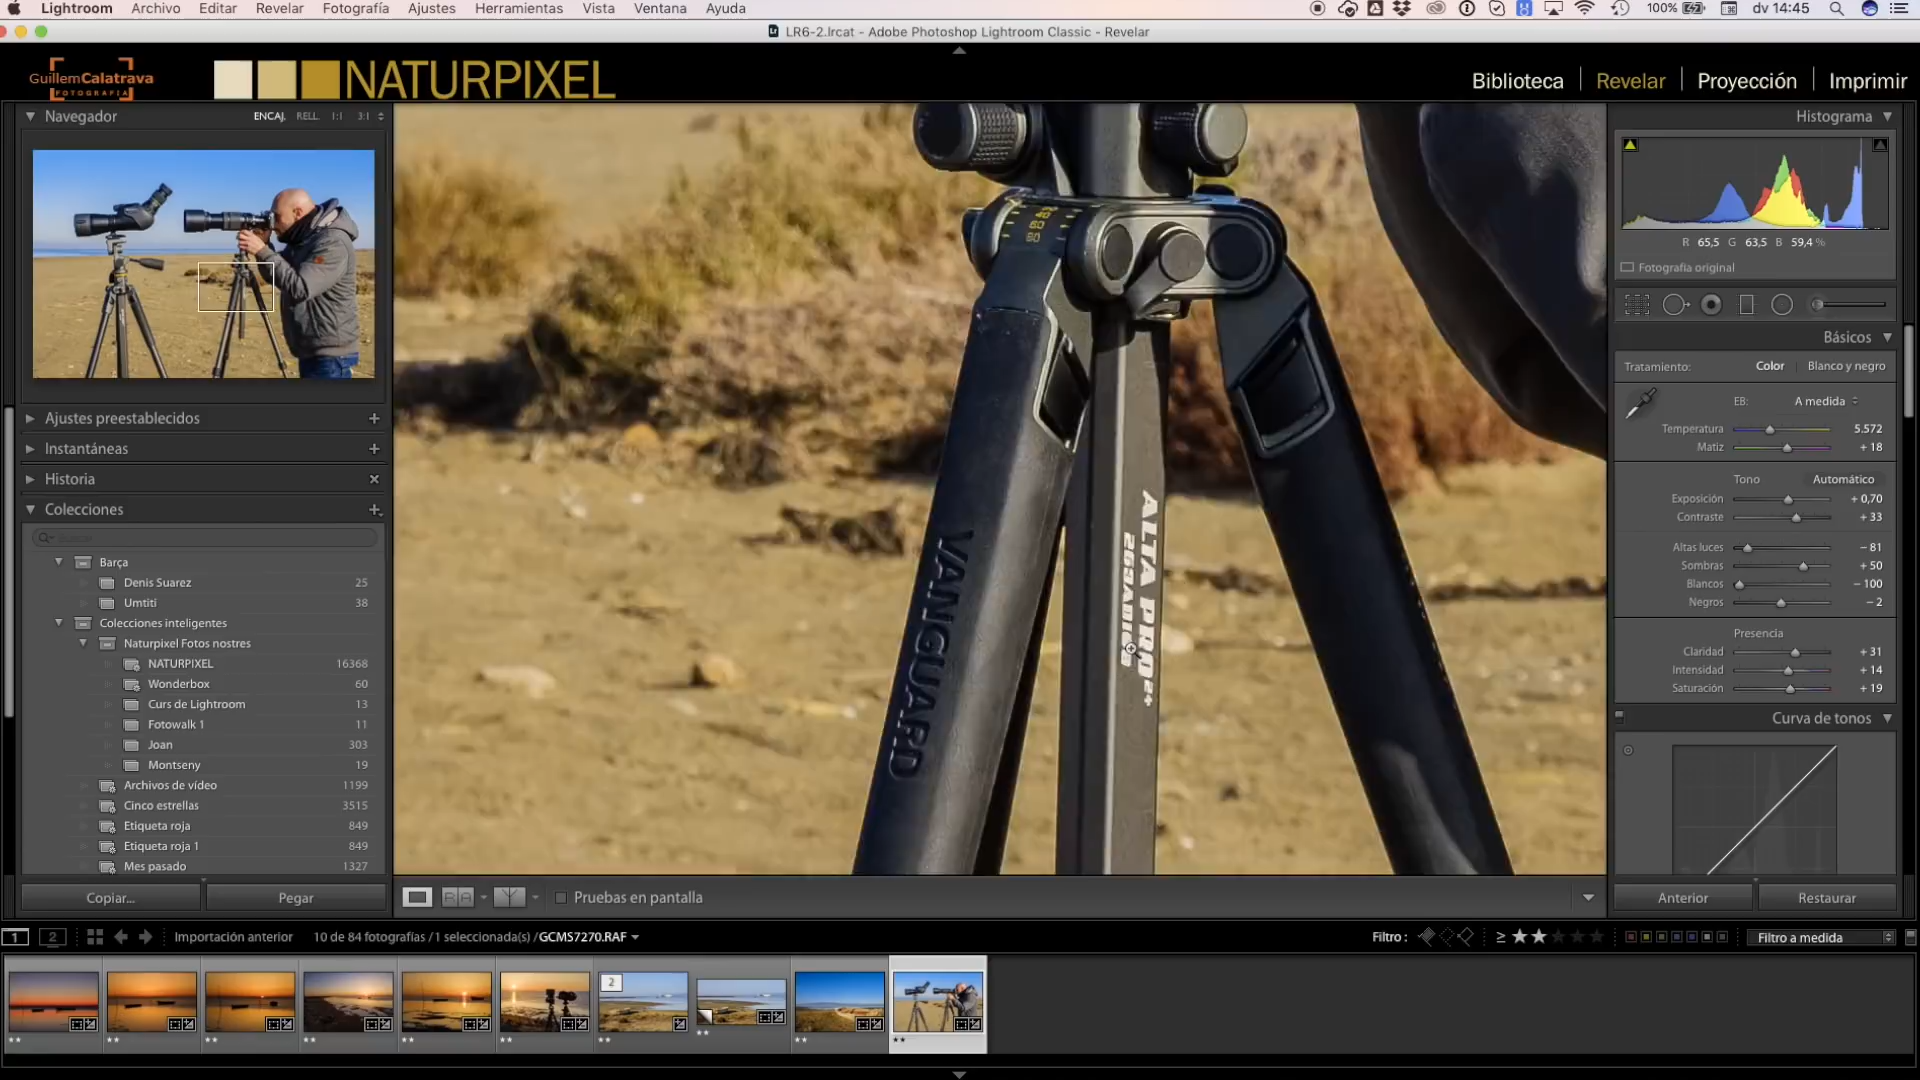 Lightroom Archivo Editar Revelar Fotografía Ajustes Herramientas Vista Ventana Ayuda 100% dv 14:45
LR6-2.lrcat - Adobe Photoshop Lightroom Classic - Revelar
GuillemCalatrava
FOTOGRAFIA
NATURPIXEL
Biblioteca Revelar Proyección Imprimir
Navegador ENCAJ. RELL. 1:1 3:1
Ajustes preestablecidos
Instantáneas
Historia
Colecciones
Barça
Denis Suarez 25
Umtiti 38
Colecciones inteligentes
Naturpixel Fotos nostres
NATURPIXEL 16368
Wonderbox 60
Curs de Lightroom 13
Fotowalk 1 11
Joan 303
Montseny 19
Archivos de vídeo 1199
Cinco estrellas 3515
Etiqueta roja 849
Etiqueta roja 1 849
Mes pasado 1327
Copiar... Pegar
VANGUARD
ALTA PRO 2+
Pruebas en pantalla
Histograma
R 65,5 G 63,5 B 59,4 %
Fotografía original
Básicos
Tratamiento: Color Blanco y negro
EB: A medida
Temperatura 5.572
Matiz + 18
Tono Automático
Exposición + 0,70
Contraste + 33
Altas luces − 81
Sombras + 50
Blancos − 100
Negros − 2
Presencia
Claridad + 31
Intensidad + 14
Saturación + 19
Curva de tonos
Anterior Restaurar
1 2 Importación anterior 10 de 84 fotografías /1 seleccionada(s) /GCMS7270.RAF Filtro : ≥ Filtro a medida
2